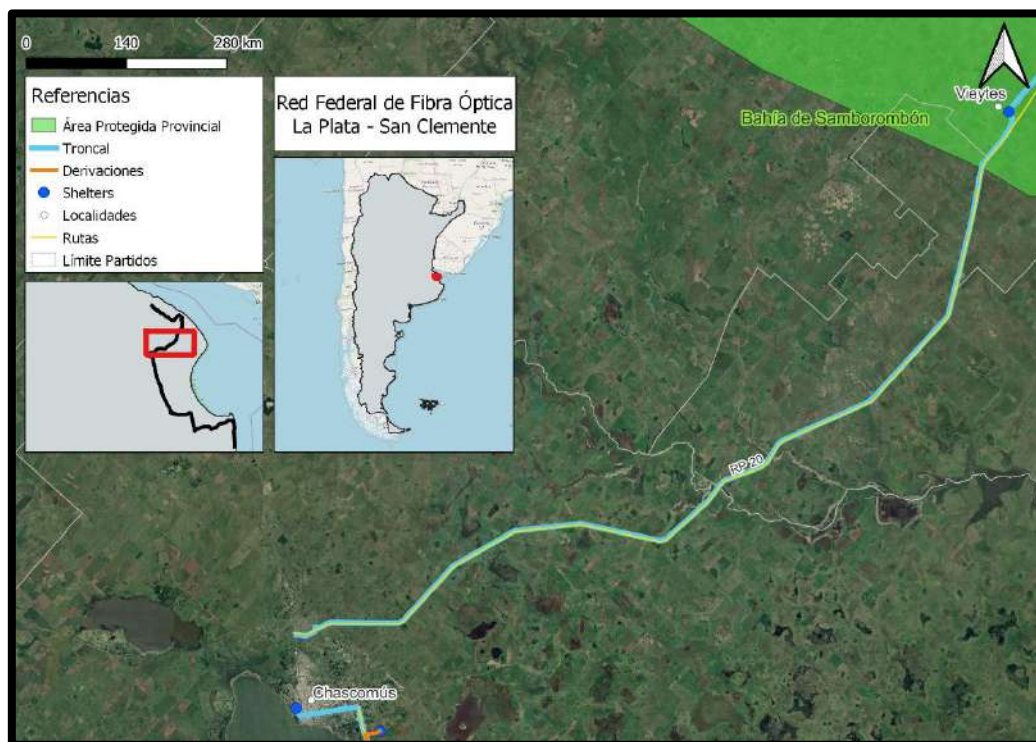 0 140 280 km
Referencias
Área Protegida Provincial
Troncal
Derivaciones
Shelters
Localidades
Rutas
Límite Partidos
Red Federal de Fibra Óptica
La Plata - San Clemente
Vieytes
Bahía de Samborombón
RP 20
Chascomús